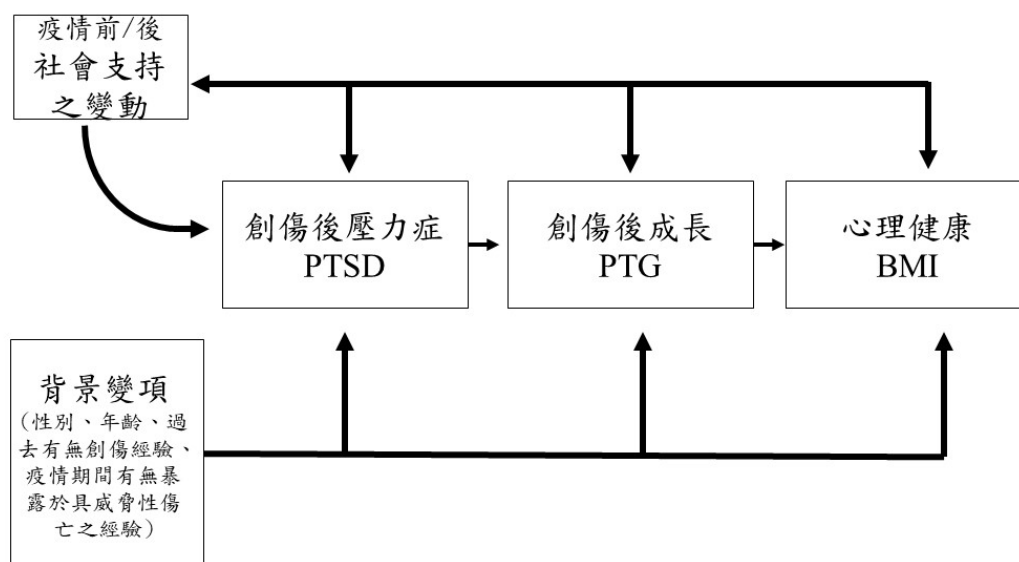 疫情前/後
社會支持
之變動
創傷後壓力症
PTSD
創傷後成長
PTG
心理健康
BMI
背景變項
(性別、年齡、過
去有無創傷經驗、
疫情期間有無暴
露於具威脅性傷
亡之經驗)